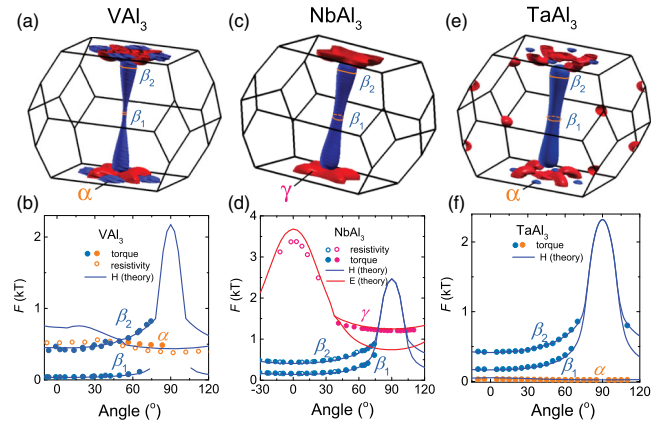 (a) VAl3 (c) NbAl3 (e) TaAl3
β2 β2 β2
β1 β1 β1
α γ α
(b) (d) (f)
VAl3
torque
resistivity
H (theory)
β2
α
β1
F (kT)
2
1
0
0 30 60 90 120
Angle (°)
NbAl3
resistivity
torque
H (theory)
E (theory)
γ
β2
β1
F (kT)
4
3
2
1
0
-30 0 30 60 90 120
Angle (°)
TaAl3
torque
H (theory)
β2
β1
α
F (kT)
2
1
0
0 30 60 90 120
Angle (°)